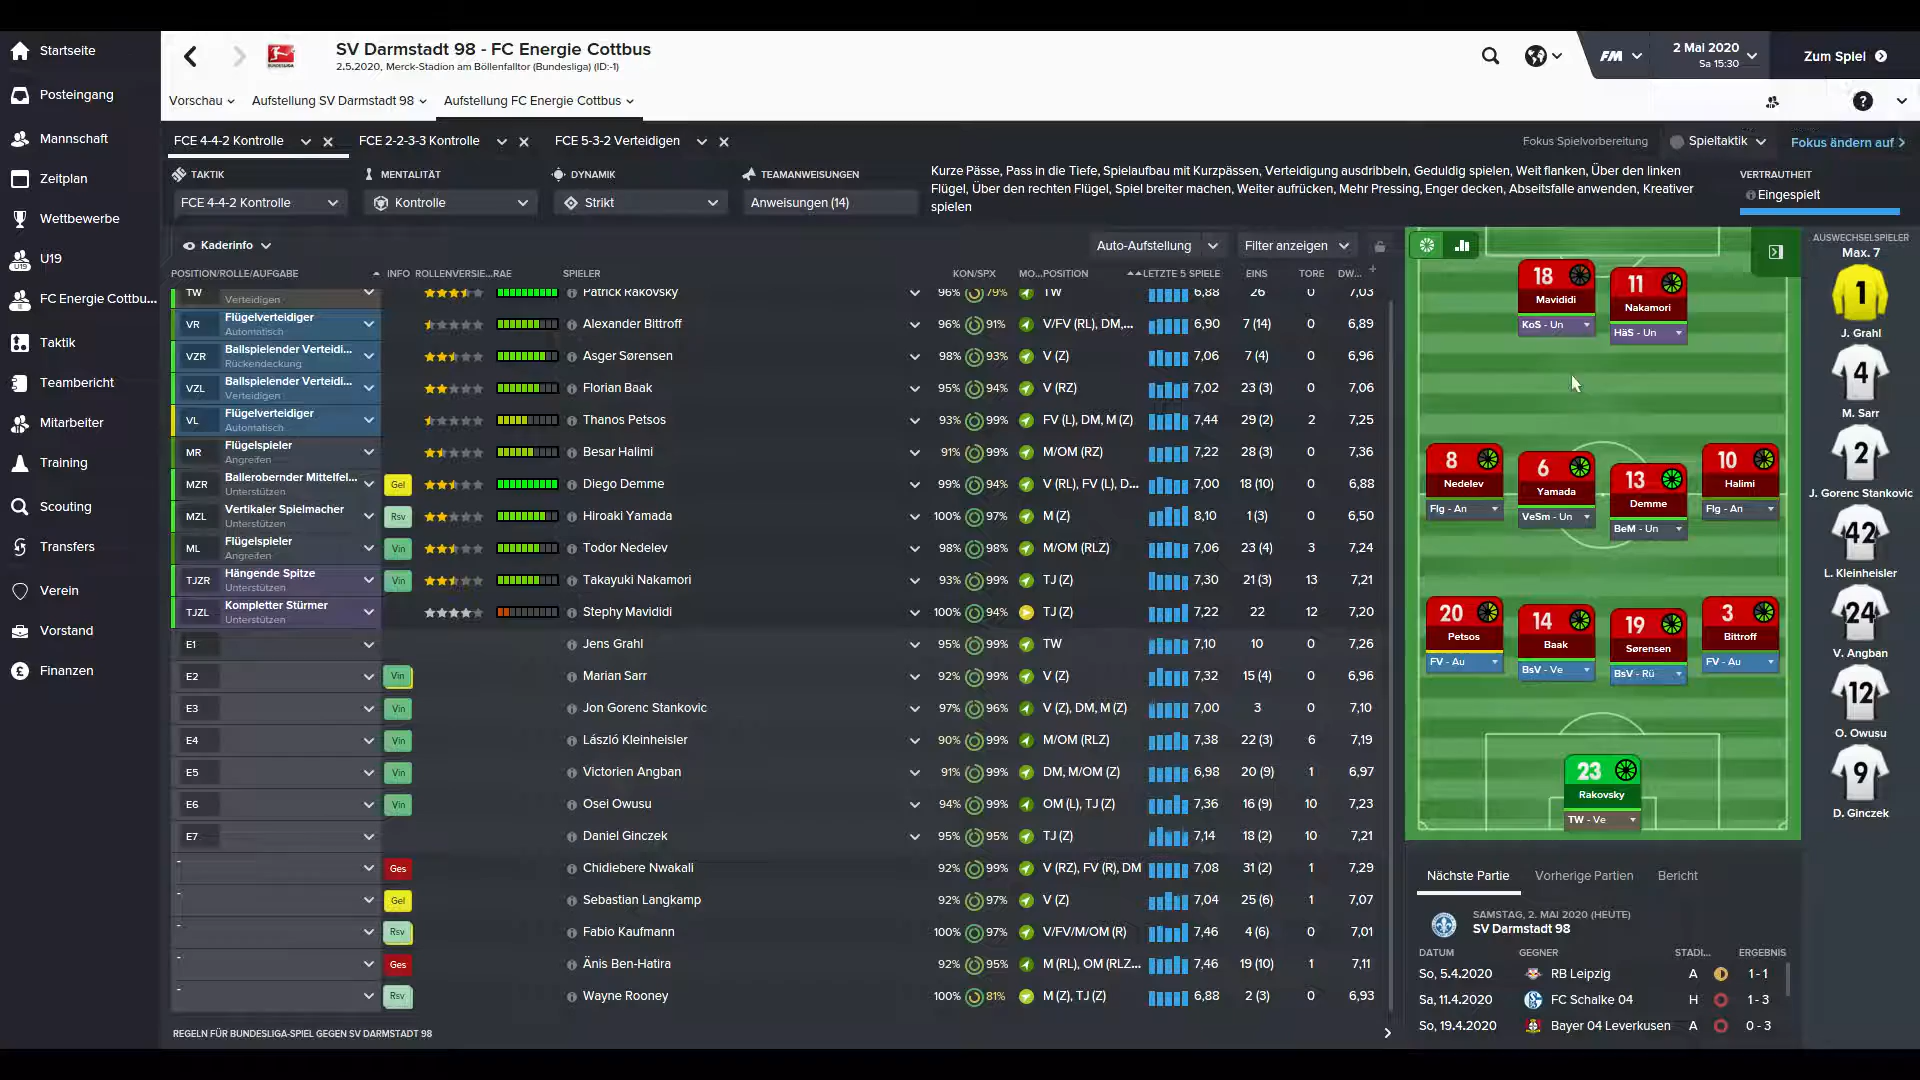 Startseite
Posteingang
Mannschaft
Zeitplan
Wettbewerbe
U19
U19
FC Energie Cottbu...
Taktik
Teambericht
Mitarbeiter
Training
Scouting
Transfers
Verein
Vorstand
Finanzen
SV Darmstadt 98 - FC Energie Cottbus
2.5.2020, Merck-Stadion am Böllenfalltor (Bundesliga) (ID:-1)
FM
2 Mai 2020
Sa 15:30
Zum Spiel
Vorschau
Aufstellung SV Darmstadt 98
Aufstellung FC Energie Cottbus
FCE 4-4-2 Kontrolle
FCE 2-2-3-3 Kontrolle
FCE 5-3-2 Verteidigen
Fokus Spielvorbereitung
Spieltaktik
Fokus ändern auf >
TAKTIK
FCE 4-4-2 Kontrolle
MENTALITÄT
Kontrolle
DYNAMIK
Strikt
TEAMANWEISUNGEN
Anweisungen (14)
Kurze Pässe, Pass in die Tiefe, Spielaufbau mit Kurzpässen, Verteidigung ausdribbeln, Geduldig spielen, Weit flanken, Über den linken
Flügel, Über den rechten Flügel, Spiel breiter machen, Weiter aufrücken, Mehr Pressing, Enger decken, Abseitsfalle anwenden, Kreativer
spielen
VERTRAUTHEIT
Eingespielt
Kaderinfo
Auto-Aufstellung
Filter anzeigen
POSITION/ROLLE/AUFGABE INFO ROLLENVERSIE... RAE SPIELER KON/SPX MO... POSITION LETZTE 5 SPIELE EINS TORE DW...
TW Verteidigen Patrick Rakovsky 96% 79% TW 6,88 26 0 7,03
VR Flügelverteidiger Automatisch Alexander Bittroff 96% 91% V/FV (RL), DM,... 6,90 7 (14) 0 6,89
VZR Ballspielender Verteidi... Rückendeckung Asger Sørensen 98% 93% V (Z) 7,06 7 (4) 0 6,96
VZL Ballspielender Verteidi... Verteidigen Florian Baak 95% 94% V (RZ) 7,02 23 (3) 0 7,06
VL Flügelverteidiger Automatisch Thanos Petsos 93% 99% FV (L), DM, M (Z) 7,44 29 (2) 2 7,25
MR Flügelspieler Angreifen Besar Halimi 91% 99% M/OM (RZ) 7,22 28 (3) 0 7,36
MZR Ballerobernder Mittelfel... Unterstützen Gel Diego Demme 99% 94% V (RL), FV (L), D... 7,00 18 (10) 0 6,88
MZL Vertikaler Spielmacher Unterstützen Rsv Hiroaki Yamada 100% 97% M (Z) 8,10 1 (3) 0 6,50
ML Flügelspieler Angreifen Vin Todor Nedelev 98% 98% M/OM (RLZ) 7,06 23 (4) 3 7,24
TJZR Hängende Spitze Unterstützen Vin Takayuki Nakamori 93% 99% TJ (Z) 7,30 21 (3) 13 7,21
TJZL Kompletter Stürmer Unterstützen Stephy Mavididi 100% 94% TJ (Z) 7,22 22 12 7,20
E1 Jens Grahl 95% 99% TW 7,10 10 0 7,26
E2 Vin Marian Sarr 92% 99% V (Z) 7,32 15 (4) 0 6,96
E3 Vin Jon Gorenc Stankovic 97% 96% V (Z), DM, M (Z) 7,00 3 0 7,10
E4 Vin László Kleinheisler 90% 99% M/OM (RLZ) 7,38 22 (3) 6 7,19
E5 Vin Victorien Angban 91% 99% DM, M/OM (Z) 6,98 20 (9) 1 6,97
E6 Vin Osei Owusu 94% 99% OM (L), TJ (Z) 7,36 16 (9) 10 7,23
E7 Daniel Ginczek 95% 95% TJ (Z) 7,14 18 (2) 10 7,21
- Ges Chidiebere Nwakali 92% 99% V (RZ), FV (R), DM 7,08 31 (2) 1 7,29
- Gel Sebastian Langkamp 92% 97% V (Z) 7,04 25 (6) 1 7,07
- Rsv Fabio Kaufmann 100% 97% V/FV/M/OM (R) 7,46 4 (6) 0 7,01
- Ges Änis Ben-Hatira 92% 95% M (RL), OM (RLZ... 7,46 19 (10) 1 7,11
- Rsv Wayne Rooney 100% 81% M (Z), TJ (Z) 6,88 2 (3) 0 6,93
REGELN FÜR BUNDESLIGA-SPIEL GEGEN SV DARMSTADT 98
18
Mavididi
KoS - Un
11
Nakamori
HäS - Un
8
Nedelev
Flg - An
6
Yamada
VeSm - Un
13
Demme
BeM - Un
10
Halimi
Flg - An
20
Petsos
FV - Au
14
Baak
BsV - Ve
19
Sørensen
BsV - Rü
3
Bittroff
FV - Au
23
Rakovsky
TW - Ve
AUSWECHSELSPIELER
Max. 7
1
J. Grahl
4
M. Sarr
2
J. Gorenc Stankovic
42
L. Kleinheisler
24
V. Angban
12
O. Owusu
9
D. Ginczek
Nächste Partie
Vorherige Partien
Bericht
SAMSTAG, 2. MAI 2020 (HEUTE)
SV Darmstadt 98
DATUM GEGNER STADI... ERGEBNIS
So, 5.4.2020 RB Leipzig A 1 - 1
Sa, 11.4.2020 FC Schalke 04 H 1 - 3
So, 19.4.2020 Bayer 04 Leverkusen A 0 - 3